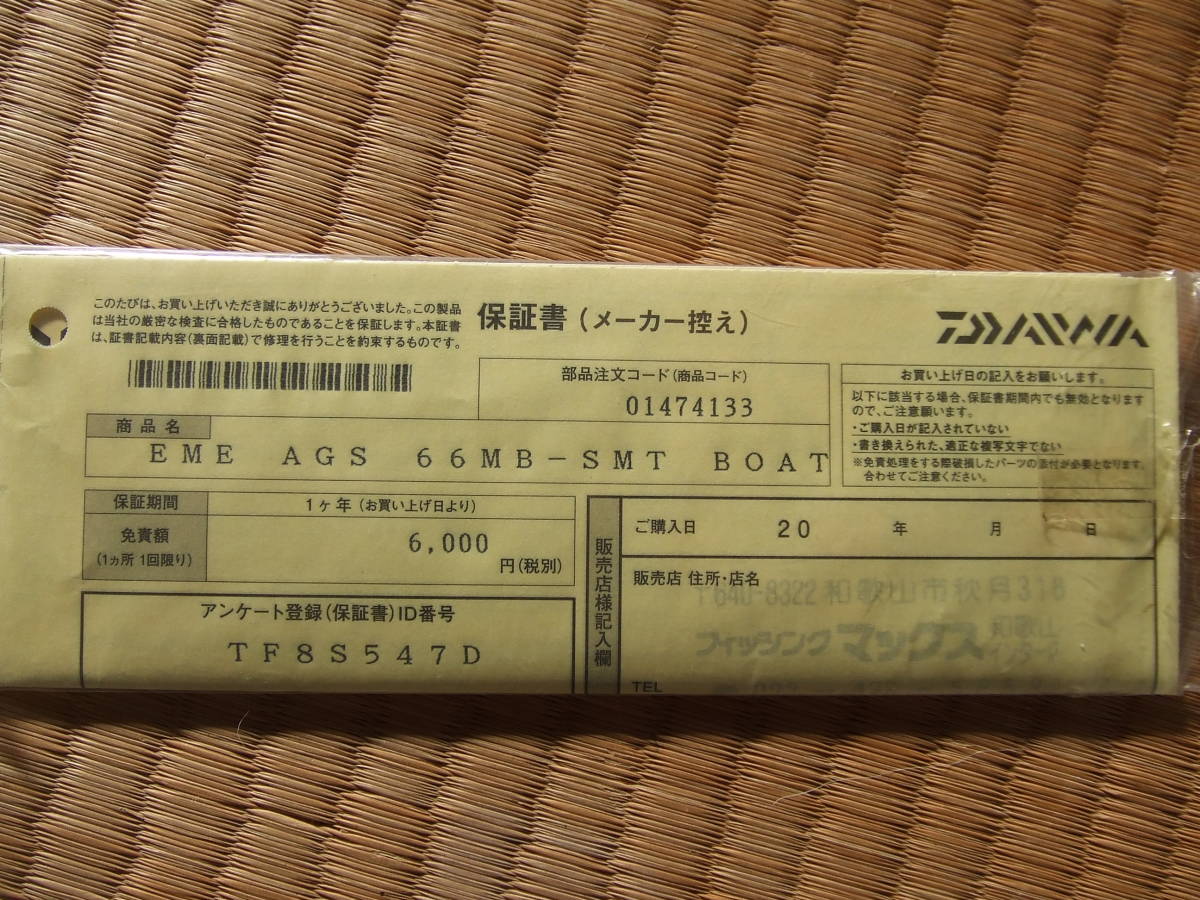 このたびは、お買い上げいただき誠にありがとうございました。この製品
は当社の厳密な検査に合格したものであることを保証します。本証書
は、証書記載内容(裏面記載)で修理を行うことを約束するものです。
保証書(メーカー控え)
DAIWA
部品注文コード(商品コード)
01474133
商品名
EME AGS 66MB-SMT BOAT
お買い上げ日の記入をお願いします。
以下に該当する場合、保証書期間内でも無効となります
ので、ご注意願います。
・ご購入日が記入されていない
・書き換えられた、適正な複写文字でない
※免責処理をする際破損したパーツの添付が必要となります。
合わせてご注意ください。
保証期間
1ヶ年(お買い上げ日より)
免責額
(1ヵ所 1回限り)
6,000
円(税別)
アンケート登録(保証書)ID番号
TF8S547D
販売店様記入欄
ご購入日 20 年 月 日
販売店 住所・店名
〒640-8322 和歌山市秋月318
フィッシングマックス
TEL